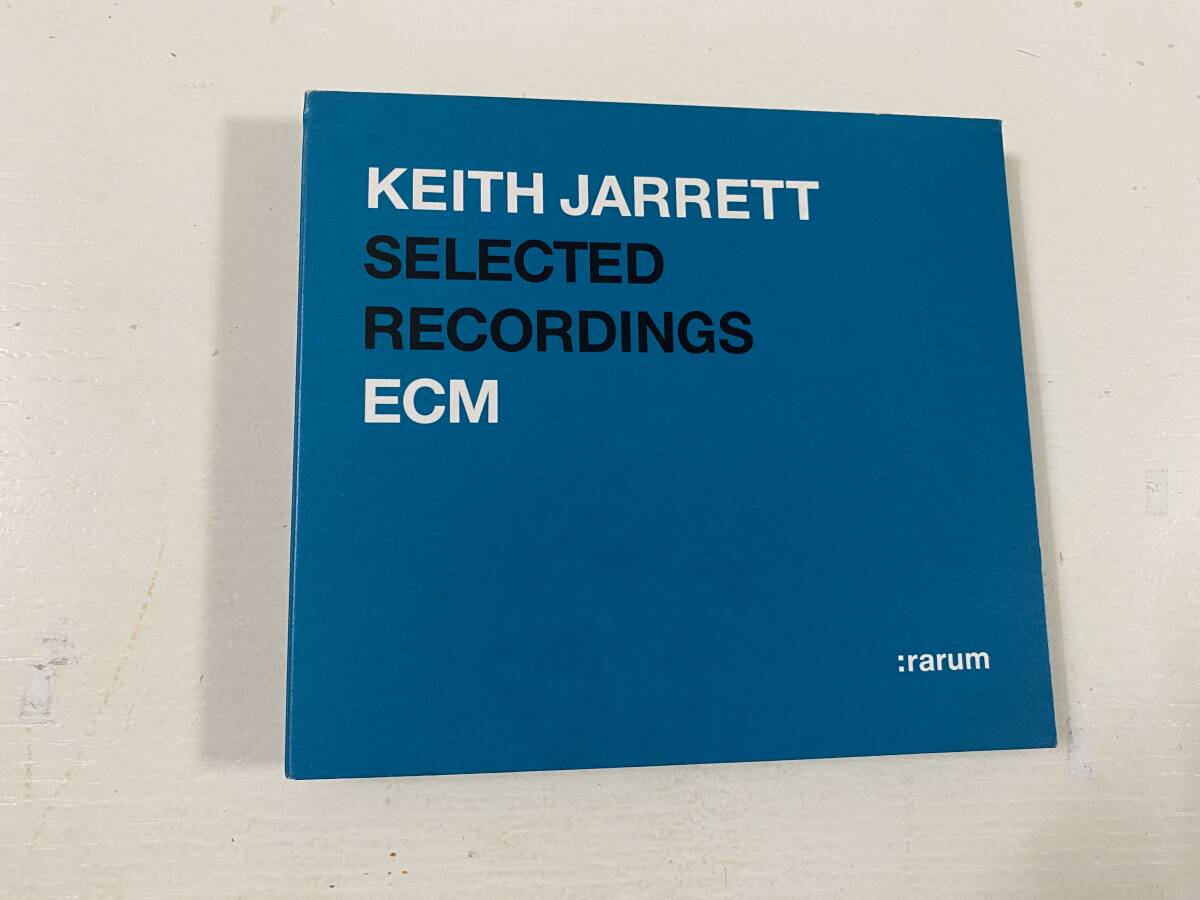 KEITH JARRETT
SELECTED
RECORDINGS
ECM
:rarum